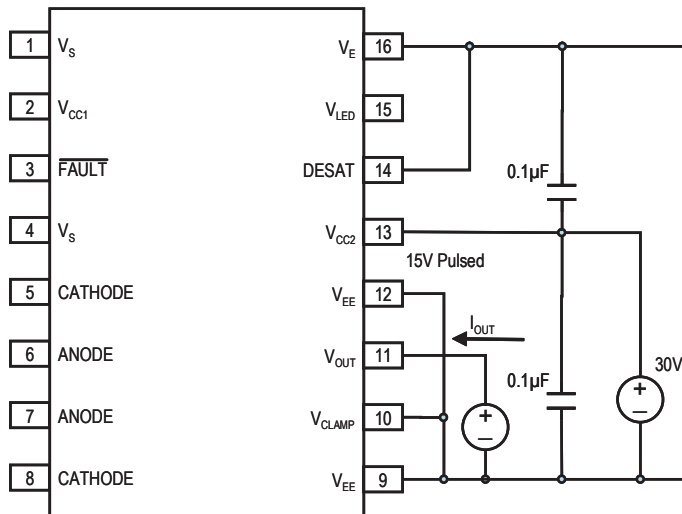 1 V_S
2 V_CC1
3 FAULT
4 V_S
5 CATHODE
6 ANODE
7 ANODE
8 CATHODE
V_E 16
V_LED 15
DESAT 14
V_CC2 13
V_EE 12
V_OUT 11
V_CLAMP 10
V_EE 9
15V Pulsed
I_OUT
0.1µF
0.1µF
30V
+
–
+
–